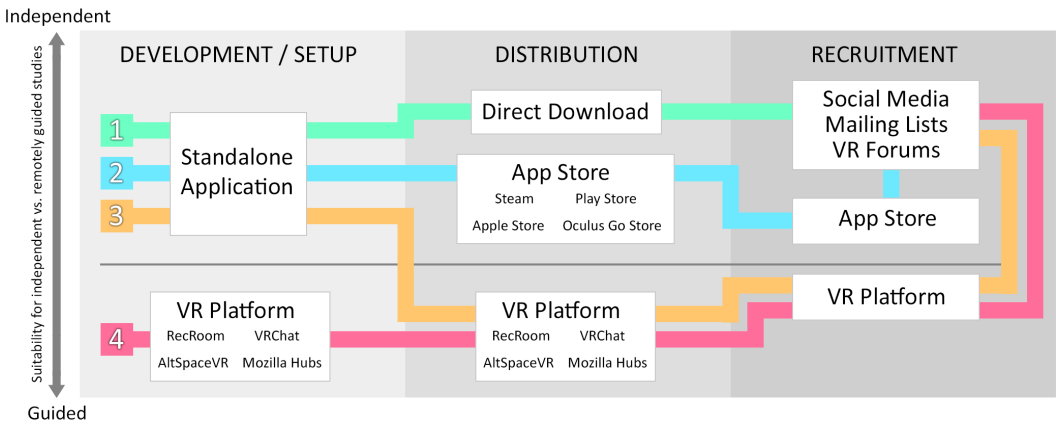 Independent
Suitability for independent vs. remotely guided studies
Guided
DEVELOPMENT / SETUP
DISTRIBUTION
RECRUITMENT
1
2
3
Standalone
Application
Direct Download
App Store
Steam
Play Store
Apple Store
Oculus Go Store
Social Media
Mailing Lists
VR Forums
App Store
4
VR Platform
RecRoom
VRChat
AltSpaceVR
Mozilla Hubs
VR Platform
RecRoom
VRChat
AltSpaceVR
Mozilla Hubs
VR Platform